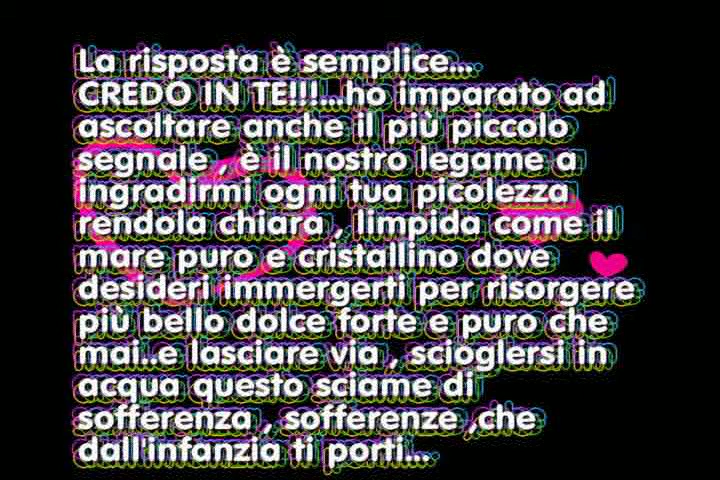 La risposta è semplice...
CREDO IN TE!!!...ho imparato ad
ascoltare anche il più piccolo
segnale , è il nostro legame a
ingradirmi ogni tua picolezza
rendola chiara , limpida come il
mare puro e cristallino dove
desideri immergerti per risorgere
più bello dolce forte e puro che
mai..e lasciare via , scioglersi in
acqua questo sciame di
sofferenza , sofferenze ,che
dall'infanzia ti porti...